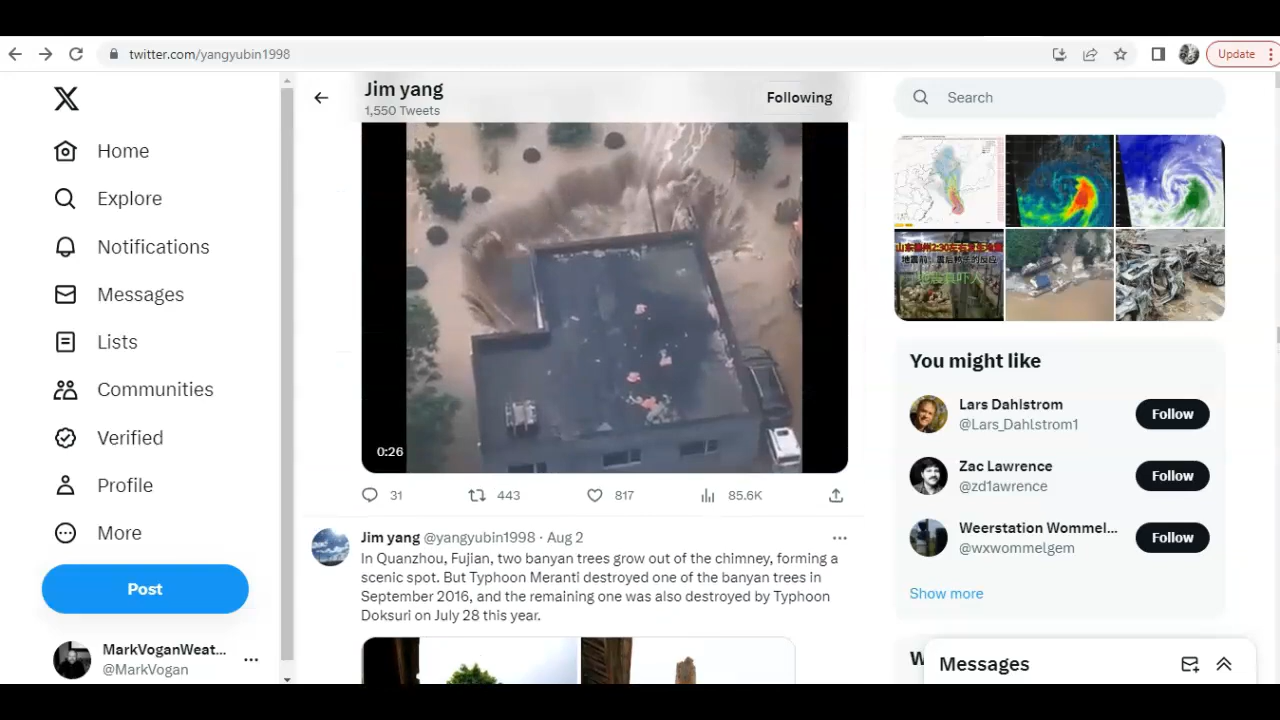 twitter.com/yangyubin1998
Update
Home
Explore
Notifications
Messages
Lists
Communities
Verified
Profile
More
Post
MarkVoganWeat...
@MarkVogan
Jim yang
1,550 Tweets
Following
0:26
31
443
817
85.6K
Jim yang @yangyubin1998 · Aug 2
In Quanzhou, Fujian, two banyan trees grow out of the chimney, forming a
scenic spot. But Typhoon Meranti destroyed one of the banyan trees in
September 2016, and the remaining one was also destroyed by Typhoon
Doksuri on July 28 this year.
Search
You might like
Lars Dahlstrom
@Lars_Dahlstrom1
Follow
Zac Lawrence
@zd1awrence
Follow
Weerstation Wommel...
@wxwommelgem
Follow
Show more
W
Messages